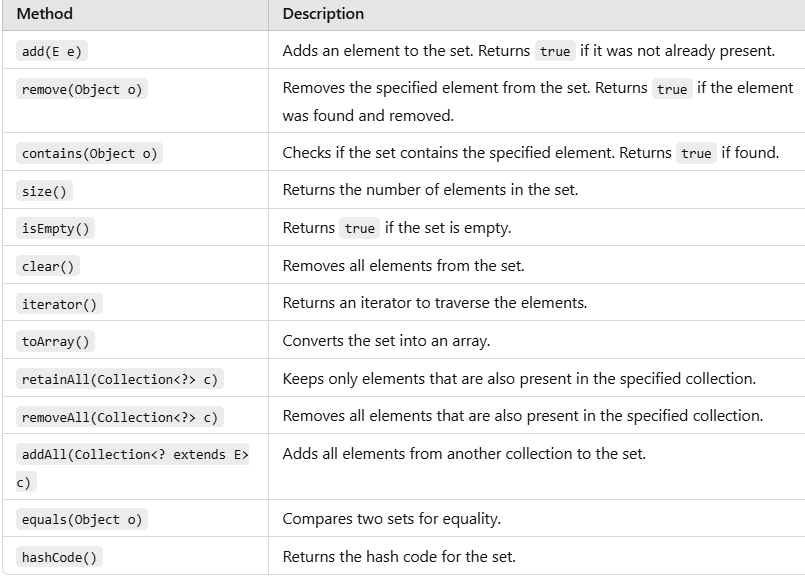 Method Description
add(E e) Adds an element to the set. Returns true if it was not already present.
remove(Object o) Removes the specified element from the set. Returns true if the element
was found and removed.
contains(Object o) Checks if the set contains the specified element. Returns true if found.
size() Returns the number of elements in the set.
isEmpty() Returns true if the set is empty.
clear() Removes all elements from the set.
iterator() Returns an iterator to traverse the elements.
toArray() Converts the set into an array.
retainAll(Collection<?> c) Keeps only elements that are also present in the specified collection.
removeAll(Collection<?> c) Removes all elements that are also present in the specified collection.
addAll(Collection<? extends E> Adds all elements from another collection to the set.
c)
equals(Object o) Compares two sets for equality.
hashCode() Returns the hash code for the set.